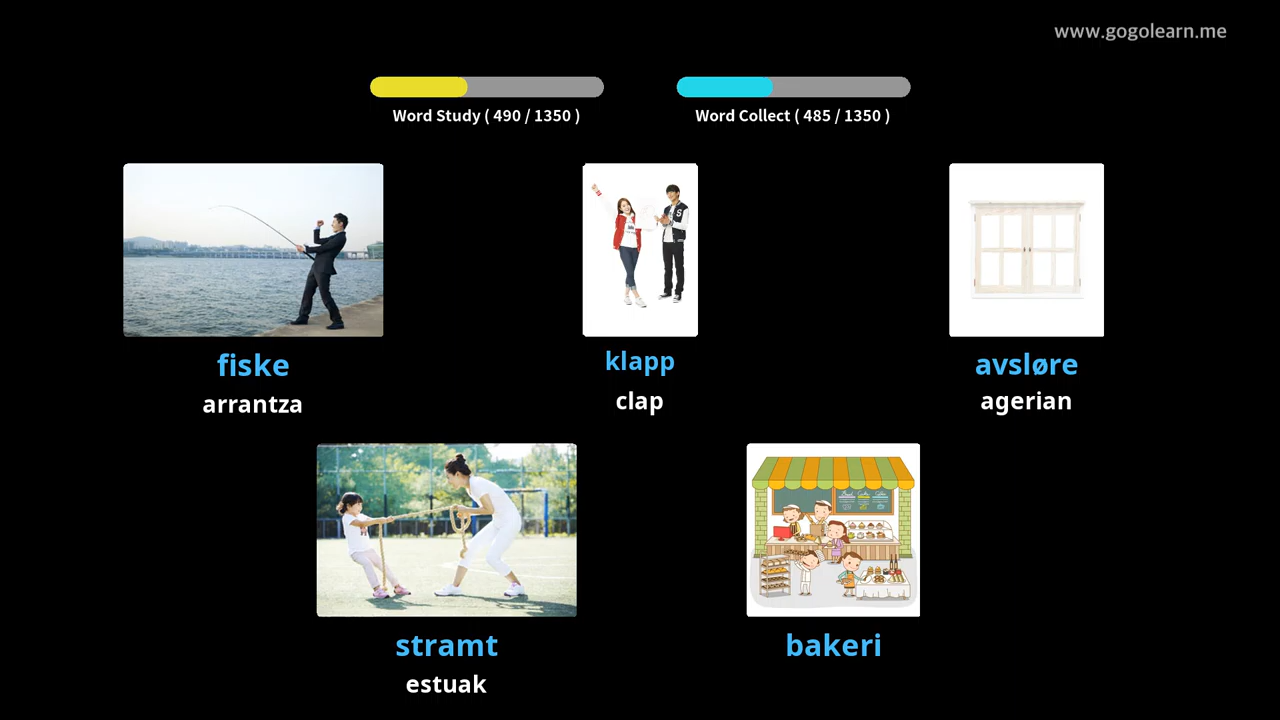 www.gogolearn.me
Word Study ( 490 / 1350 )
Word Collect ( 485 / 1350 )
fiske
arrantza
klapp
clap
avsløre
agerian
stramt
estuak
bakeri